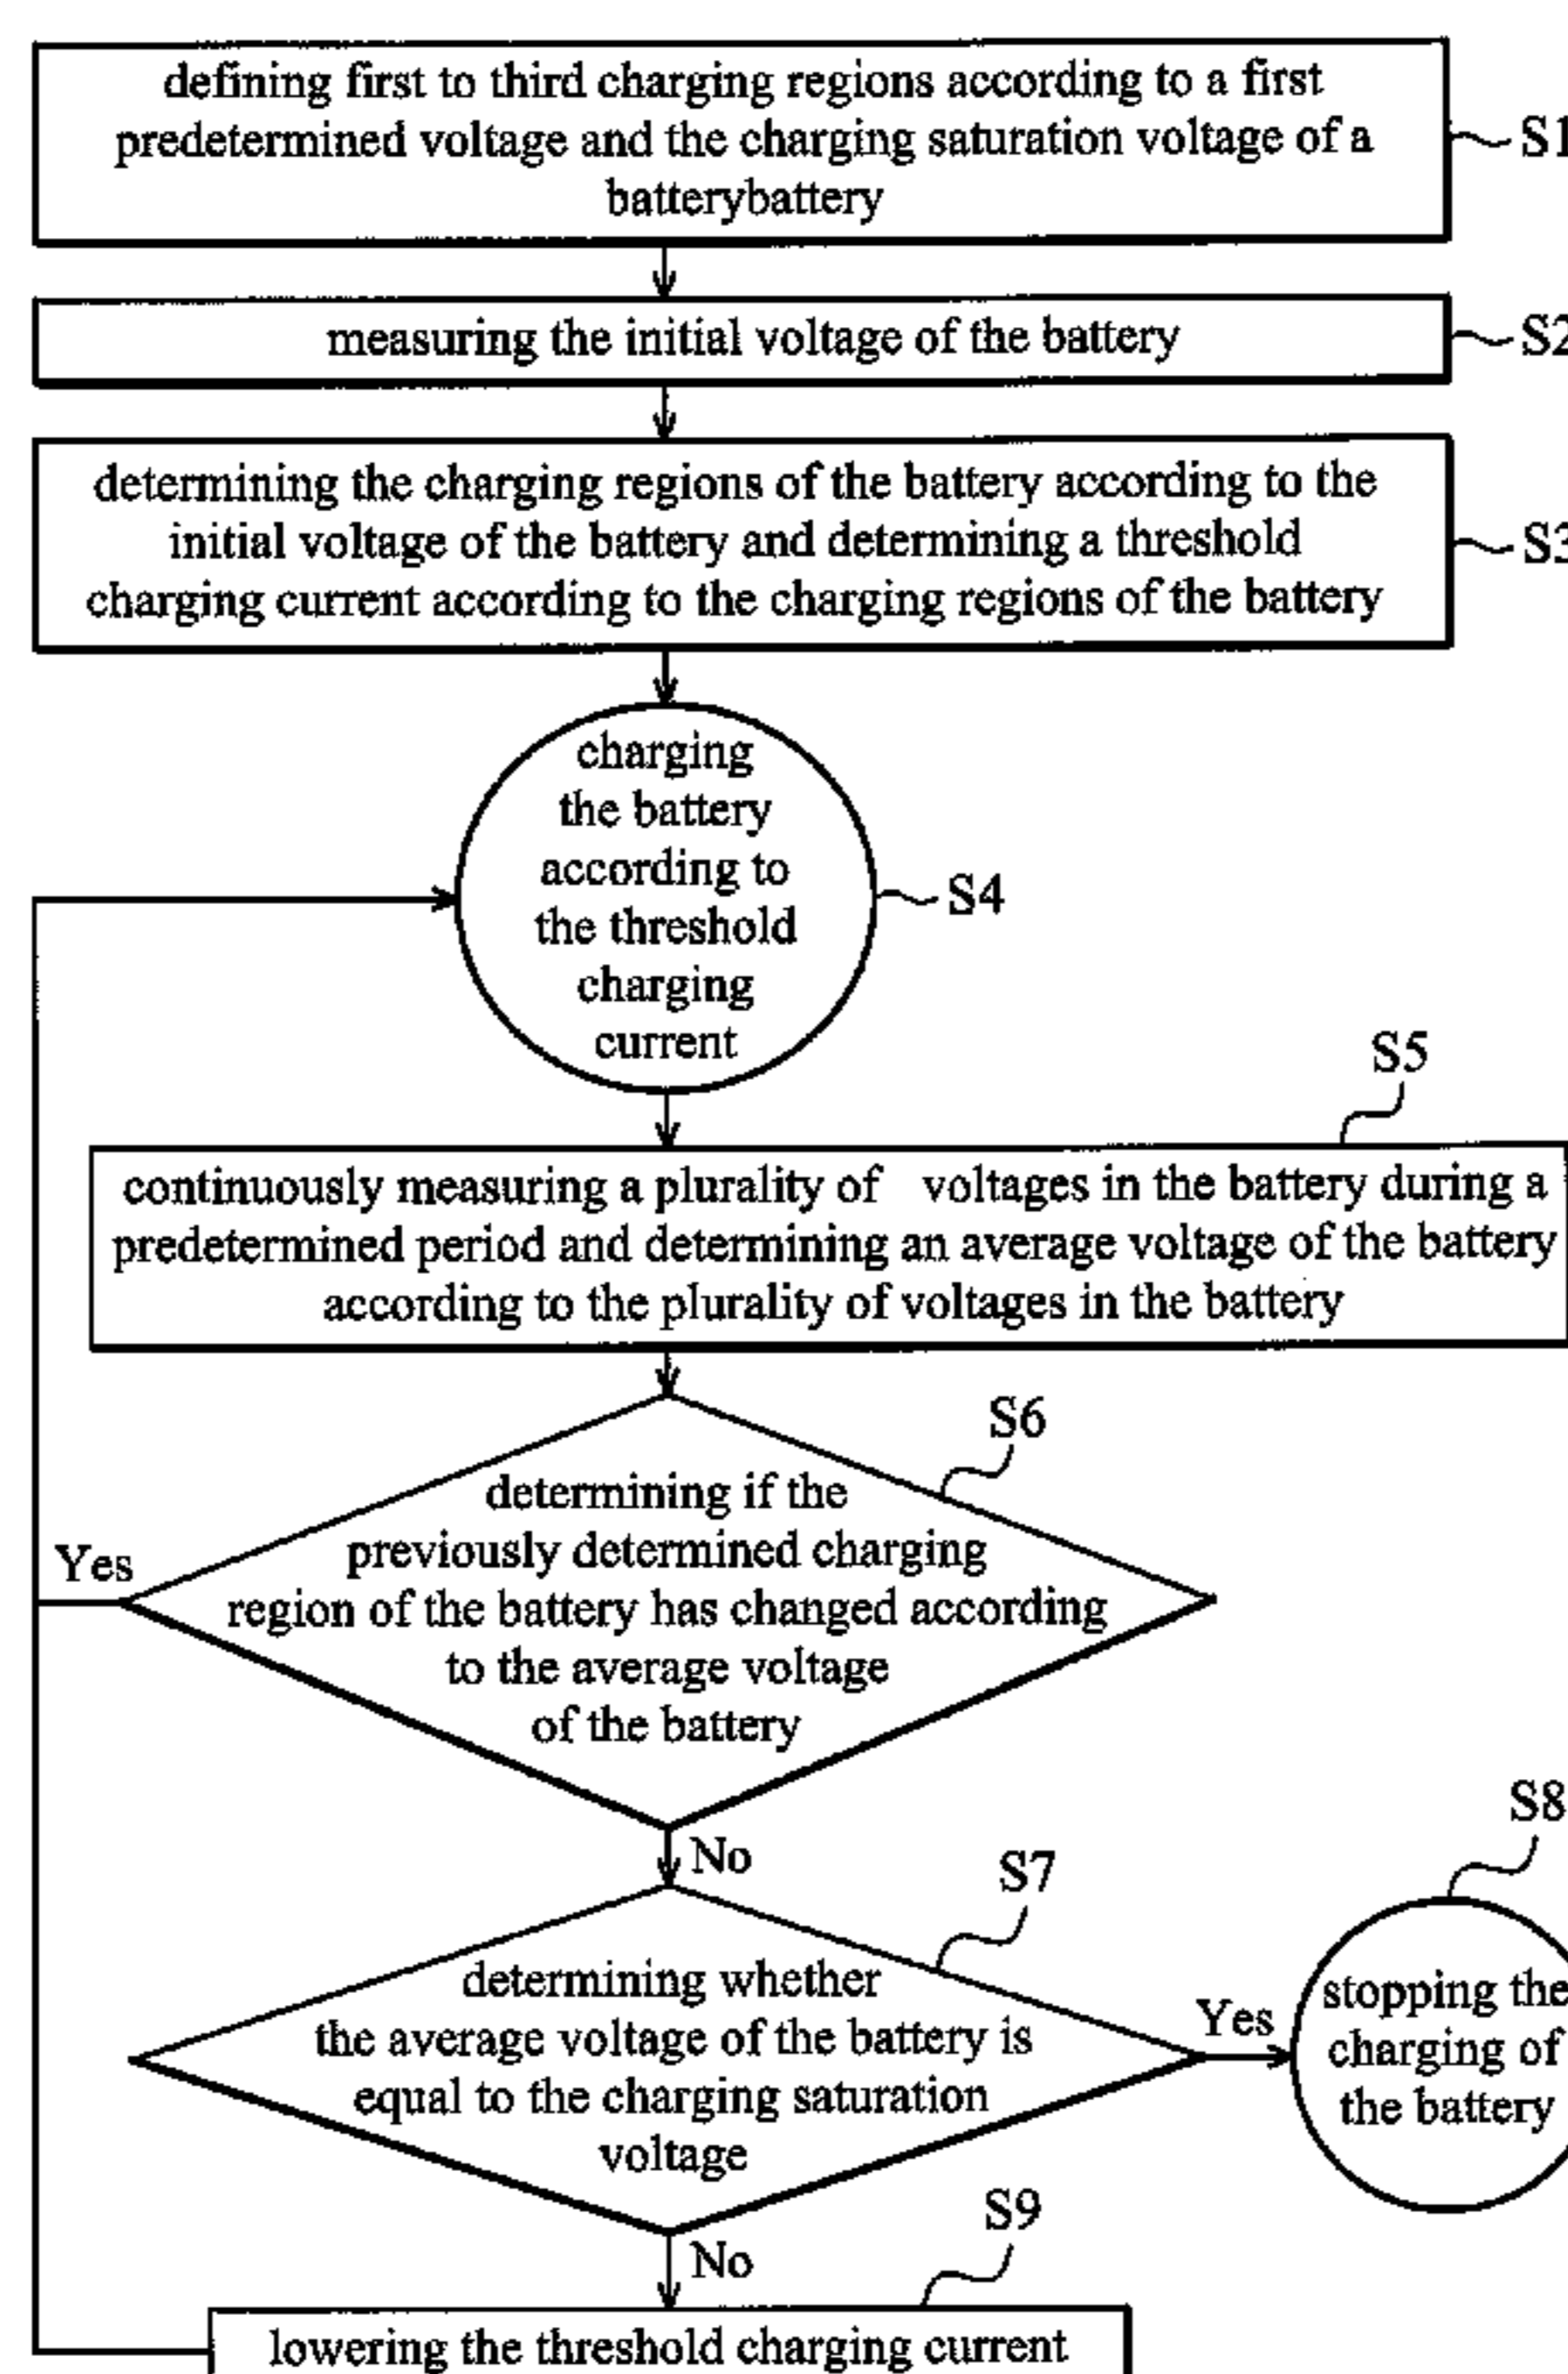 defining first to third charging regions according to a first
predetermined voltage and the charging saturation voltage of a
batterybattery
S1
measuring the initial voltage of the battery
S2
determining the charging regions of the battery according to the
initial voltage of the battery and determining a threshold
charging current according to the charging regions of the battery
S3
charging
the battery
according to
the threshold
charging
current
S4
S5
continuously measuring a plurality of voltages in the battery during a
predetermined period and determining an average voltage of the battery
according to the plurality of voltages in the battery
S6
determining if the
previously determined charging
region of the battery has changed according
to the average voltage
of the battery
Yes
No
S7
determining whether
the average voltage of the battery is
equal to the charging saturation
voltage
Yes
S8
stopping the
charging of
the battery
No
S9
lowering the threshold charging current